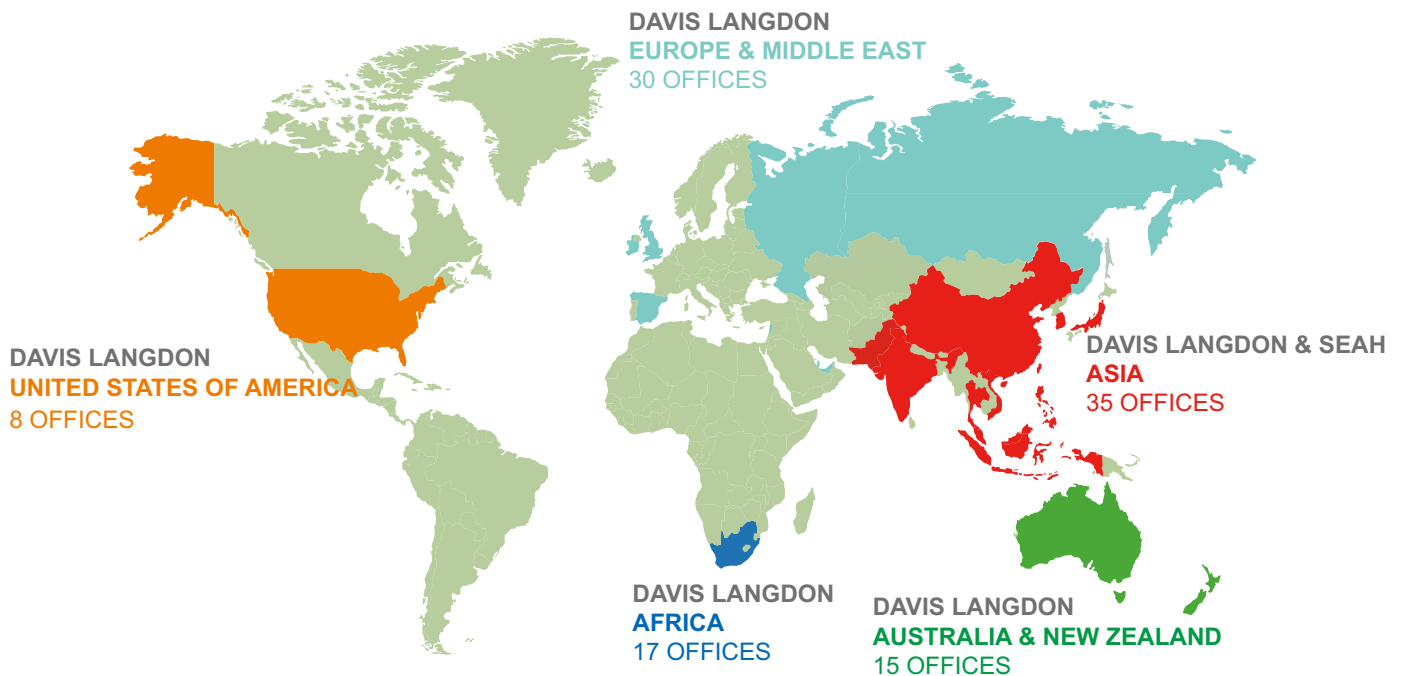 DAVIS LANGDON
EUROPE & MIDDLE EAST
30 OFFICES
DAVIS LANGDON
UNITED STATES OF AMERICA
8 OFFICES
DAVIS LANGDON & SEAH
ASIA
35 OFFICES
DAVIS LANGDON
AFRICA
17 OFFICES
DAVIS LANGDON
AUSTRALIA & NEW ZEALAND
15 OFFICES